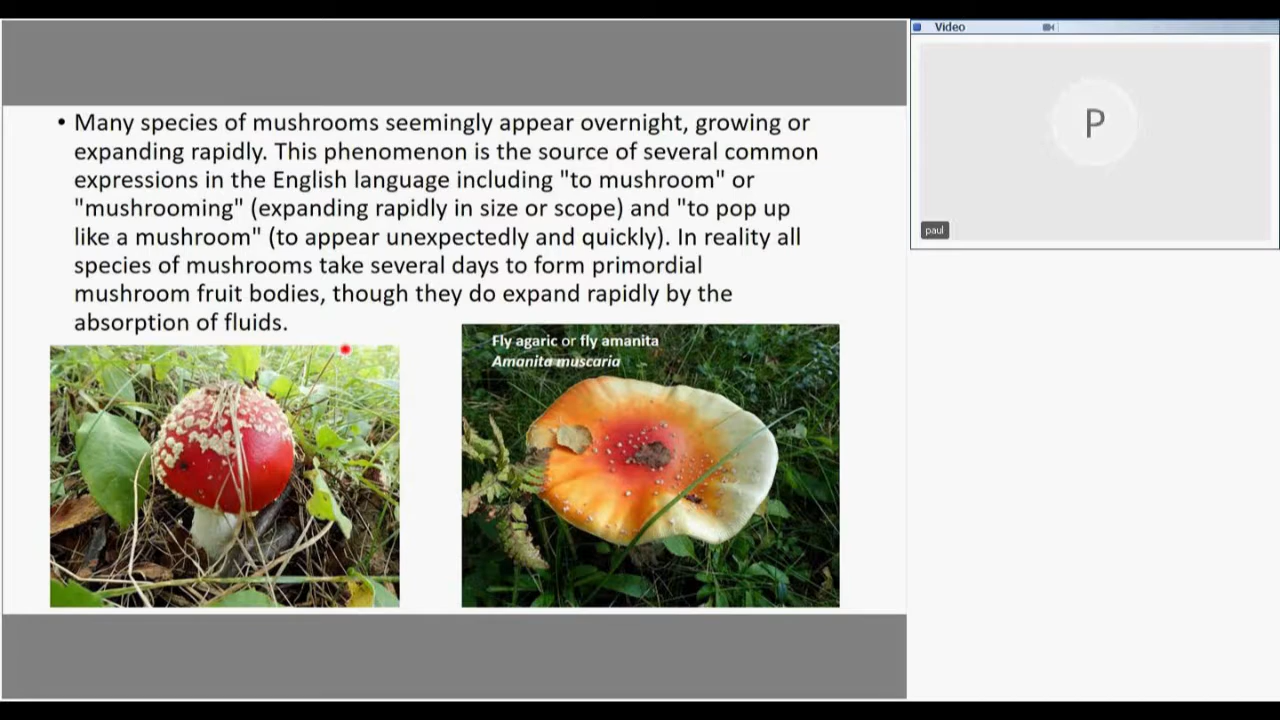 • Many species of mushrooms seemingly appear overnight, growing or
expanding rapidly. This phenomenon is the source of several common
expressions in the English language including "to mushroom" or
"mushrooming" (expanding rapidly in size or scope) and "to pop up
like a mushroom" (to appear unexpectedly and quickly). In reality all
species of mushrooms take several days to form primordial
mushroom fruit bodies, though they do expand rapidly by the
absorption of fluids.
Fly agaric or fly amanita
Amanita muscaria
Video
P
paul